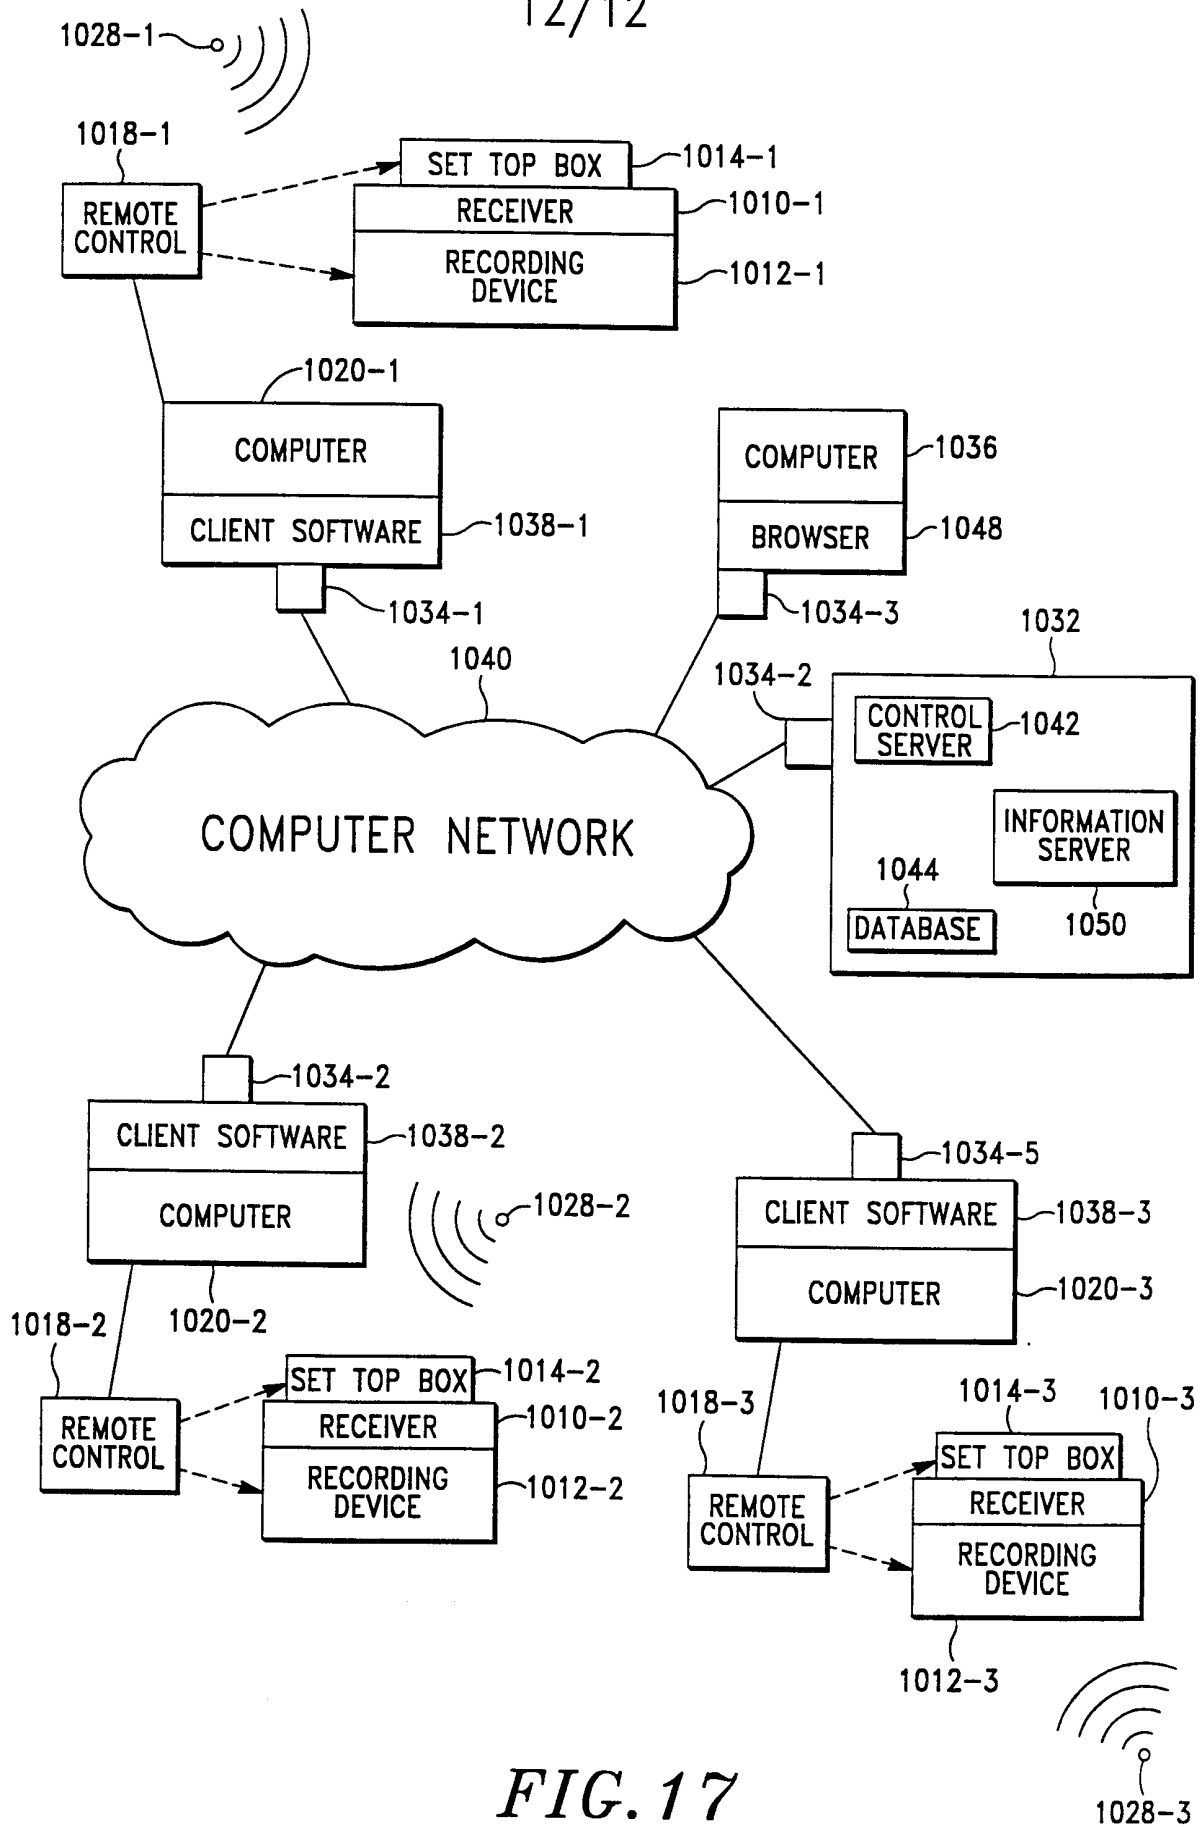 12/12
1028-1
1018-1
REMOTE
CONTROL
SET TOP BOX
1014-1
RECEIVER
1010-1
RECORDING
DEVICE
1012-1
1020-1
COMPUTER
CLIENT SOFTWARE
1038-1
1034-1
COMPUTER
1036
BROWSER
1048
1034-3
1040
COMPUTER NETWORK
1032
1034-2
CONTROL
SERVER
1042
INFORMATION
SERVER
1050
1044
DATABASE
1034-2
CLIENT SOFTWARE
1038-2
COMPUTER
1020-2
1028-2
1018-2
REMOTE
CONTROL
SET TOP BOX
1014-2
RECEIVER
1010-2
RECORDING
DEVICE
1012-2
1034-5
CLIENT SOFTWARE
1038-3
COMPUTER
1020-3
1018-3
REMOTE
CONTROL
1014-3
1010-3
SET TOP BOX
RECEIVER
RECORDING
DEVICE
1012-3
1028-3
FIG.17